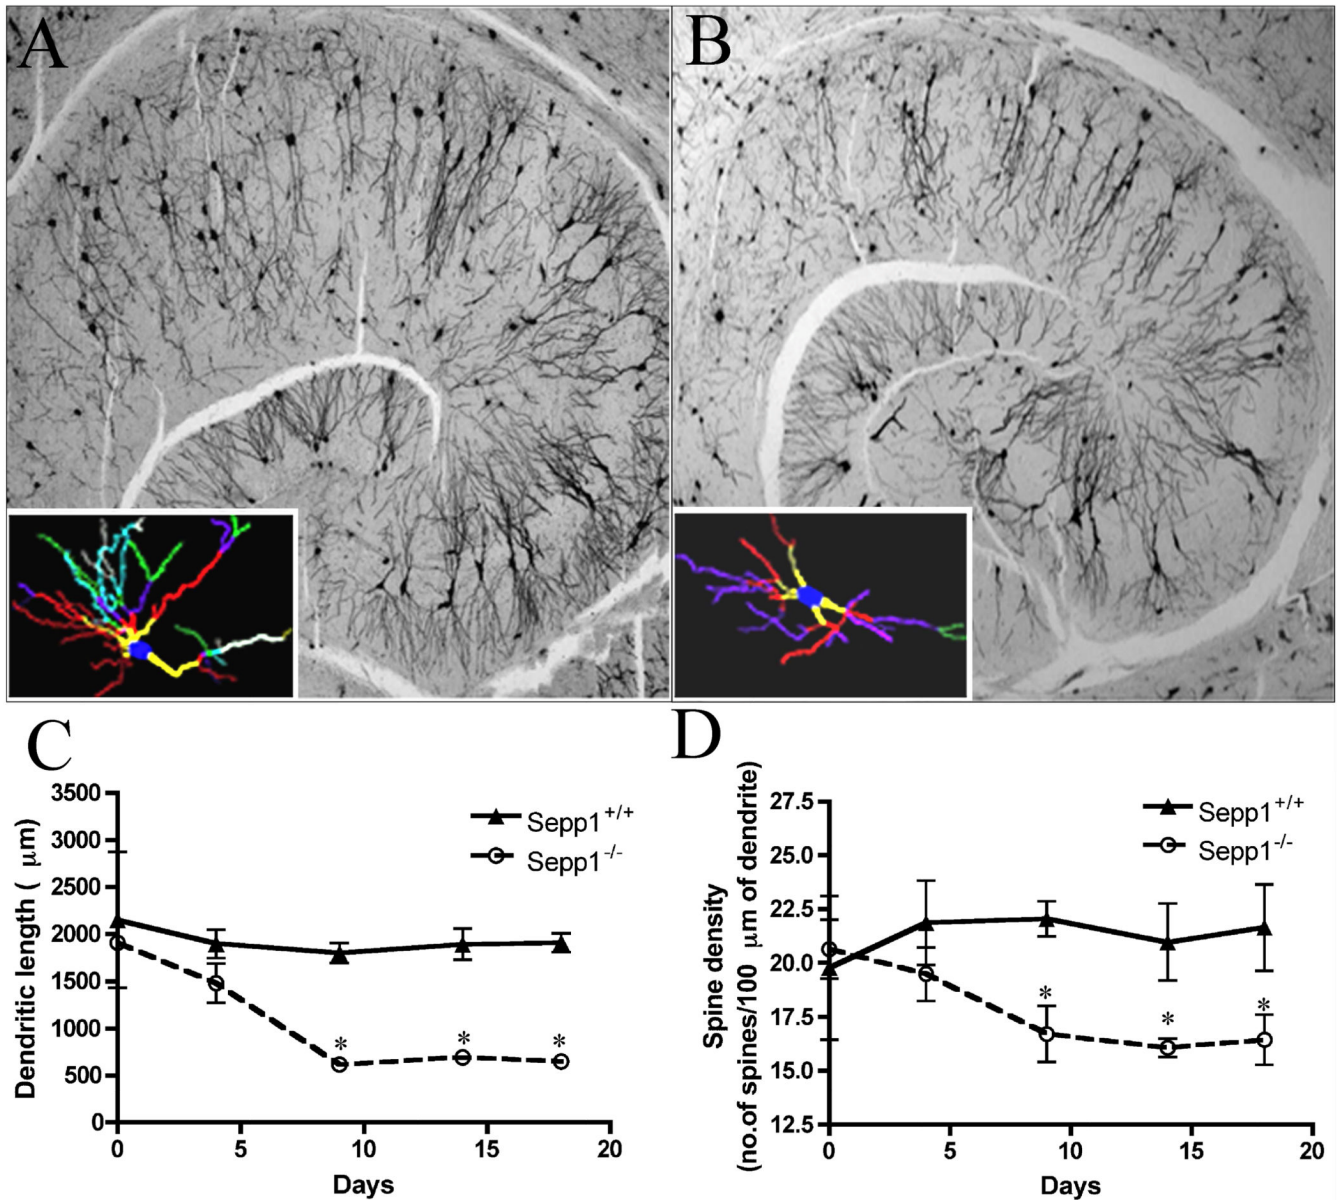 A
B
C
D
3500
3000
2500
2000
1500
1000
500
0
Dendritic length ( μm)
Sepp1+/+
Sepp1-/-
*
*
*
0
5
10
15
20
Days
27.5
25.0
22.5
20.0
17.5
15.0
12.5
Spine density
(no.of spines/100 μm of dendrite)
Sepp1+/+
Sepp1-/-
*
*
*
0
5
10
15
20
Days